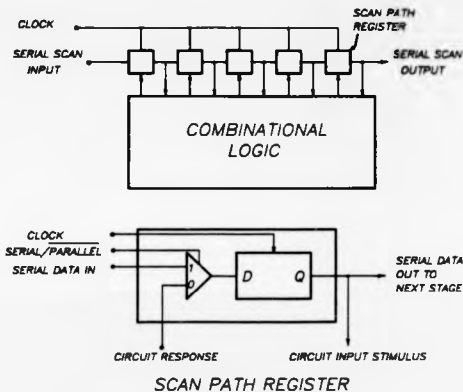 SCAN PATH
REGISTER
CLOCK
SERIAL SCAN
INPUT
SERIAL SCAN
OUTPUT
COMBINATIONAL
LOGIC
CLOCK
SERIAL/PARALLEL
SERIAL DATA IN
1
0
D Q
SERIAL DATA
OUT TO
NEXT STAGE
CIRCUIT RESPONSE
CIRCUIT INPUT STIMULUS
SCAN PATH REGISTER